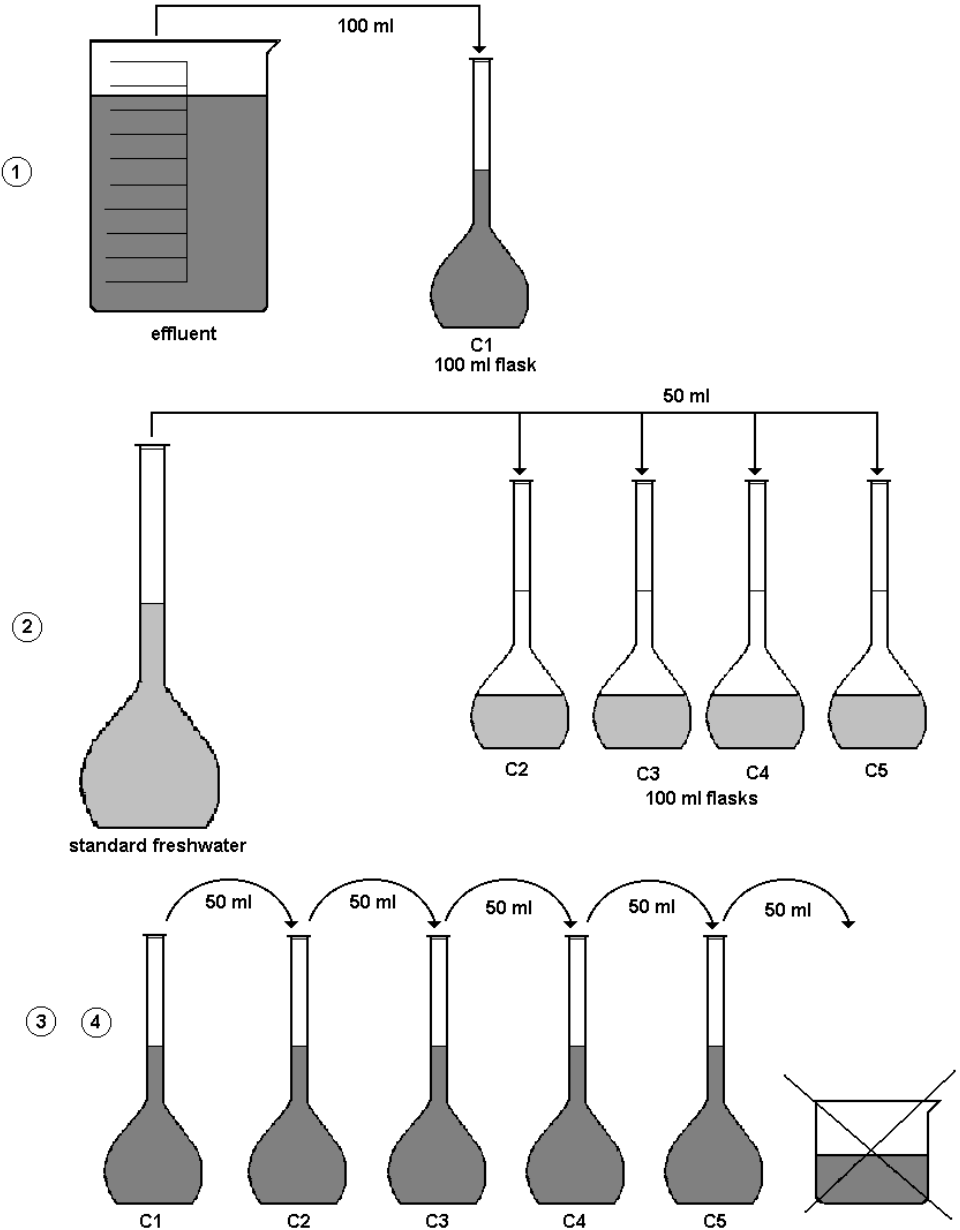 100 ml
1
effluent
C1
100 ml flask
50 ml
2
C2 C3 C4 C5
100 ml flasks
standard freshwater
50 ml 50 ml 50 ml 50 ml 50 ml
3 4
C1 C2 C3 C4 C5